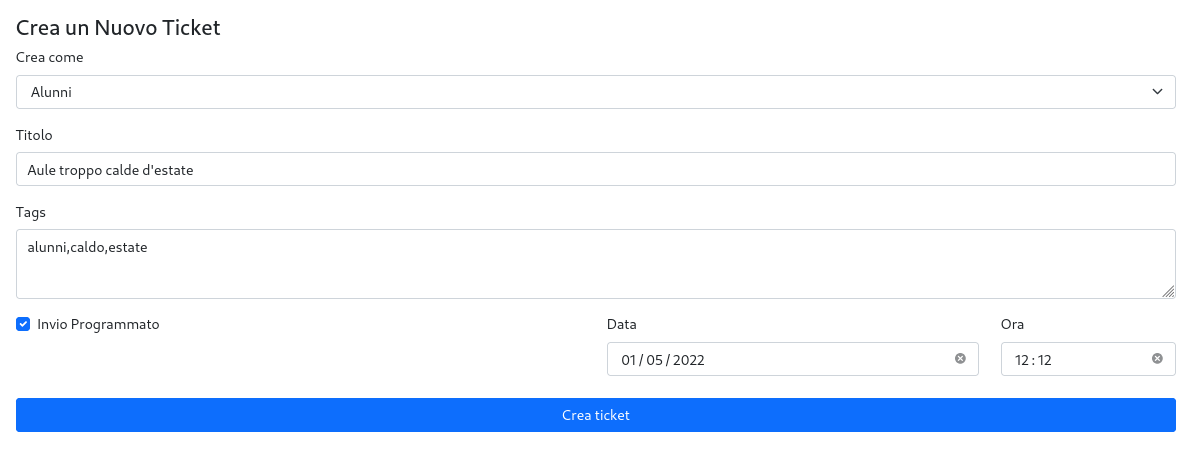 Crea un Nuovo Ticket
Crea come
Alunni
Titolo
Aule troppo calde d'estate
Tags
alunni,caldo,estate
Invio Programmato
Data
01/05/2022
Ora
12:12
Crea ticket